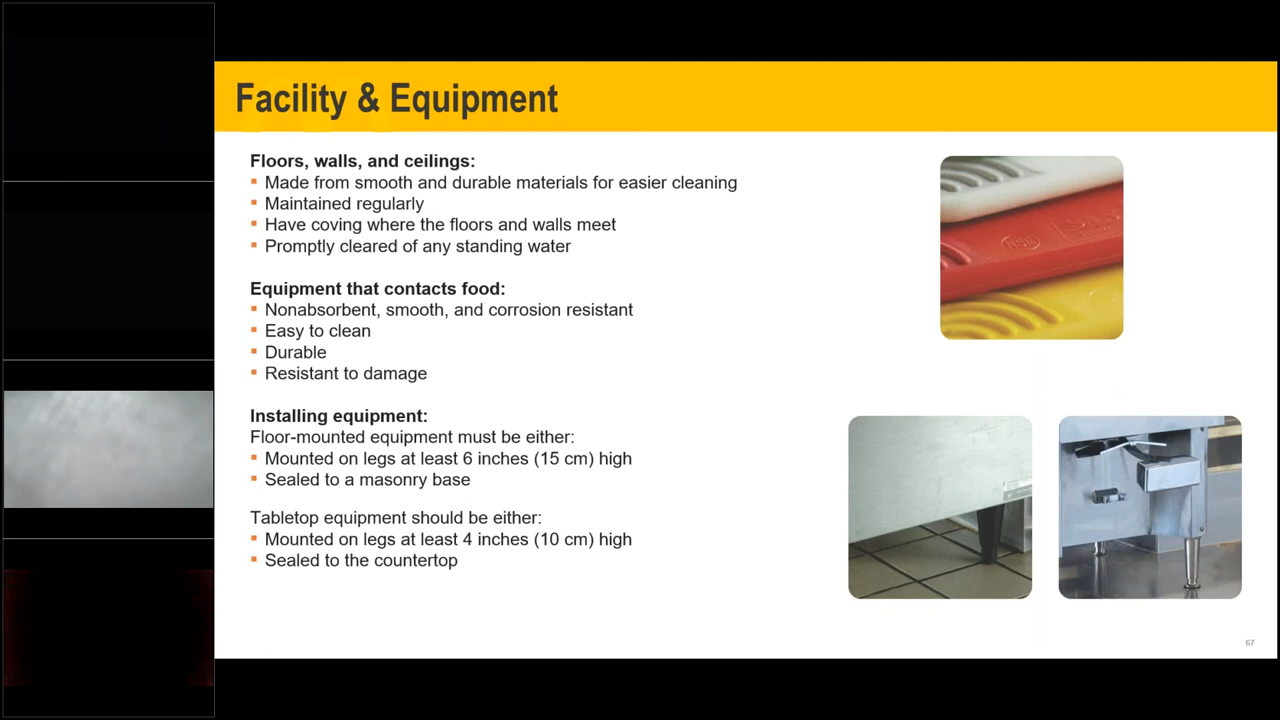 Facility & Equipment
Floors, walls, and ceilings:
Made from smooth and durable materials for easier cleaning
Maintained regularly
Have coving where the floors and walls meet
Promptly cleared of any standing water
Equipment that contacts food:
Nonabsorbent, smooth, and corrosion resistant
Easy to clean
Durable
Resistant to damage
Installing equipment:
Floor-mounted equipment must be either:
Mounted on legs at least 6 inches (15 cm) high
Sealed to a masonry base
Tabletop equipment should be either:
Mounted on legs at least 4 inches (10 cm) high
Sealed to the countertop
NSF
67